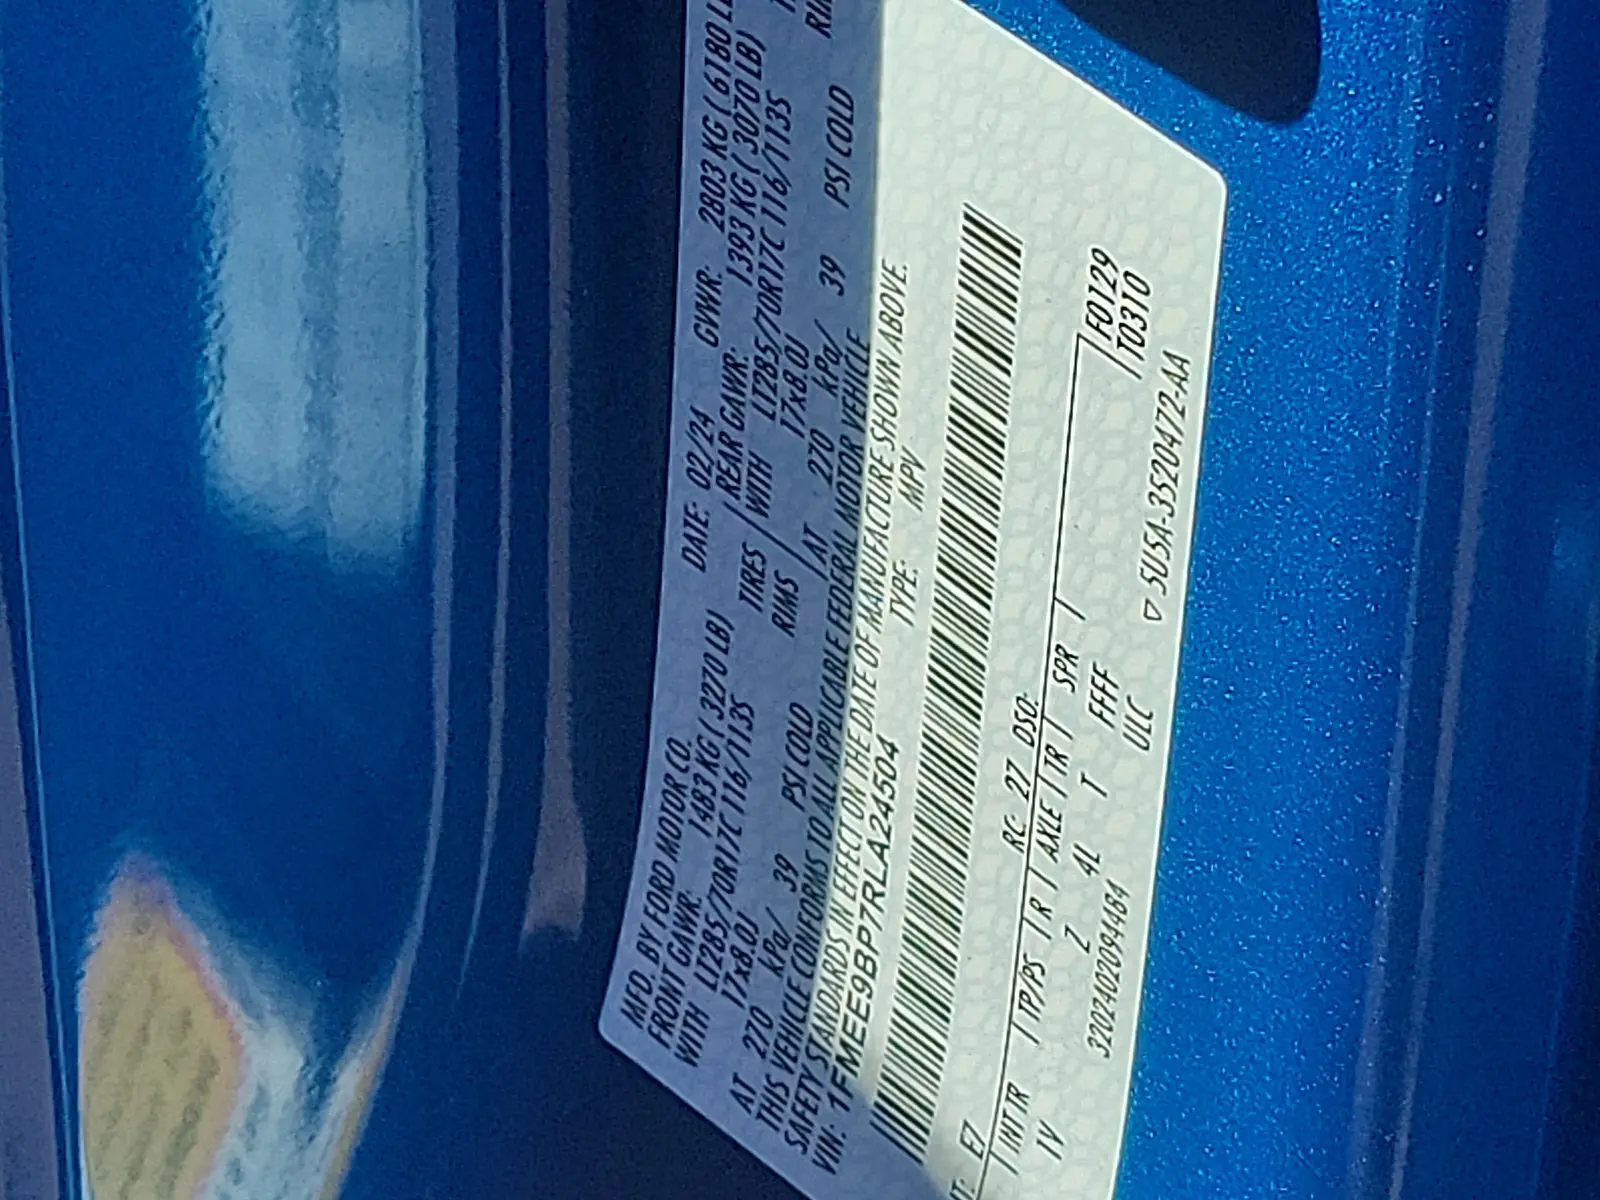 MFD. BY FORD MOTOR CO.
DATE: 02/24 GVWR: 2803 KG ( 6180 L
FRONT GAWR: 1483 KG ( 3270 LB)
REAR GAWR: 1393 KG ( 3070 LB)
WITH LT285/70R17C 116/113S TIRES
WITH LT285/70R17C 116/113S
17x8.0J RIMS
17x8.0J RIM
AT 270 kPa/ 39 PSI COLD
AT 270 kPa/ 39 PSI COLD
THIS VEHICLE CONFORMS TO ALL APPLICABLE FEDERAL MOTOR VEHICLE
SAFETY STANDARDS IN EFFECT ON THE DATE OF MANUFACTURE SHOWN ABOVE.
VIN: 1FMEE9BP7RLA24504 TYPE: MPV
T: E7 RC: 27 DSO: F0129
INT TR TP/PS R AXLE TR SPR T0310
1V Z 4L T FFFF
3202402094484 ULC ▽ 5U5A-3520472-AA